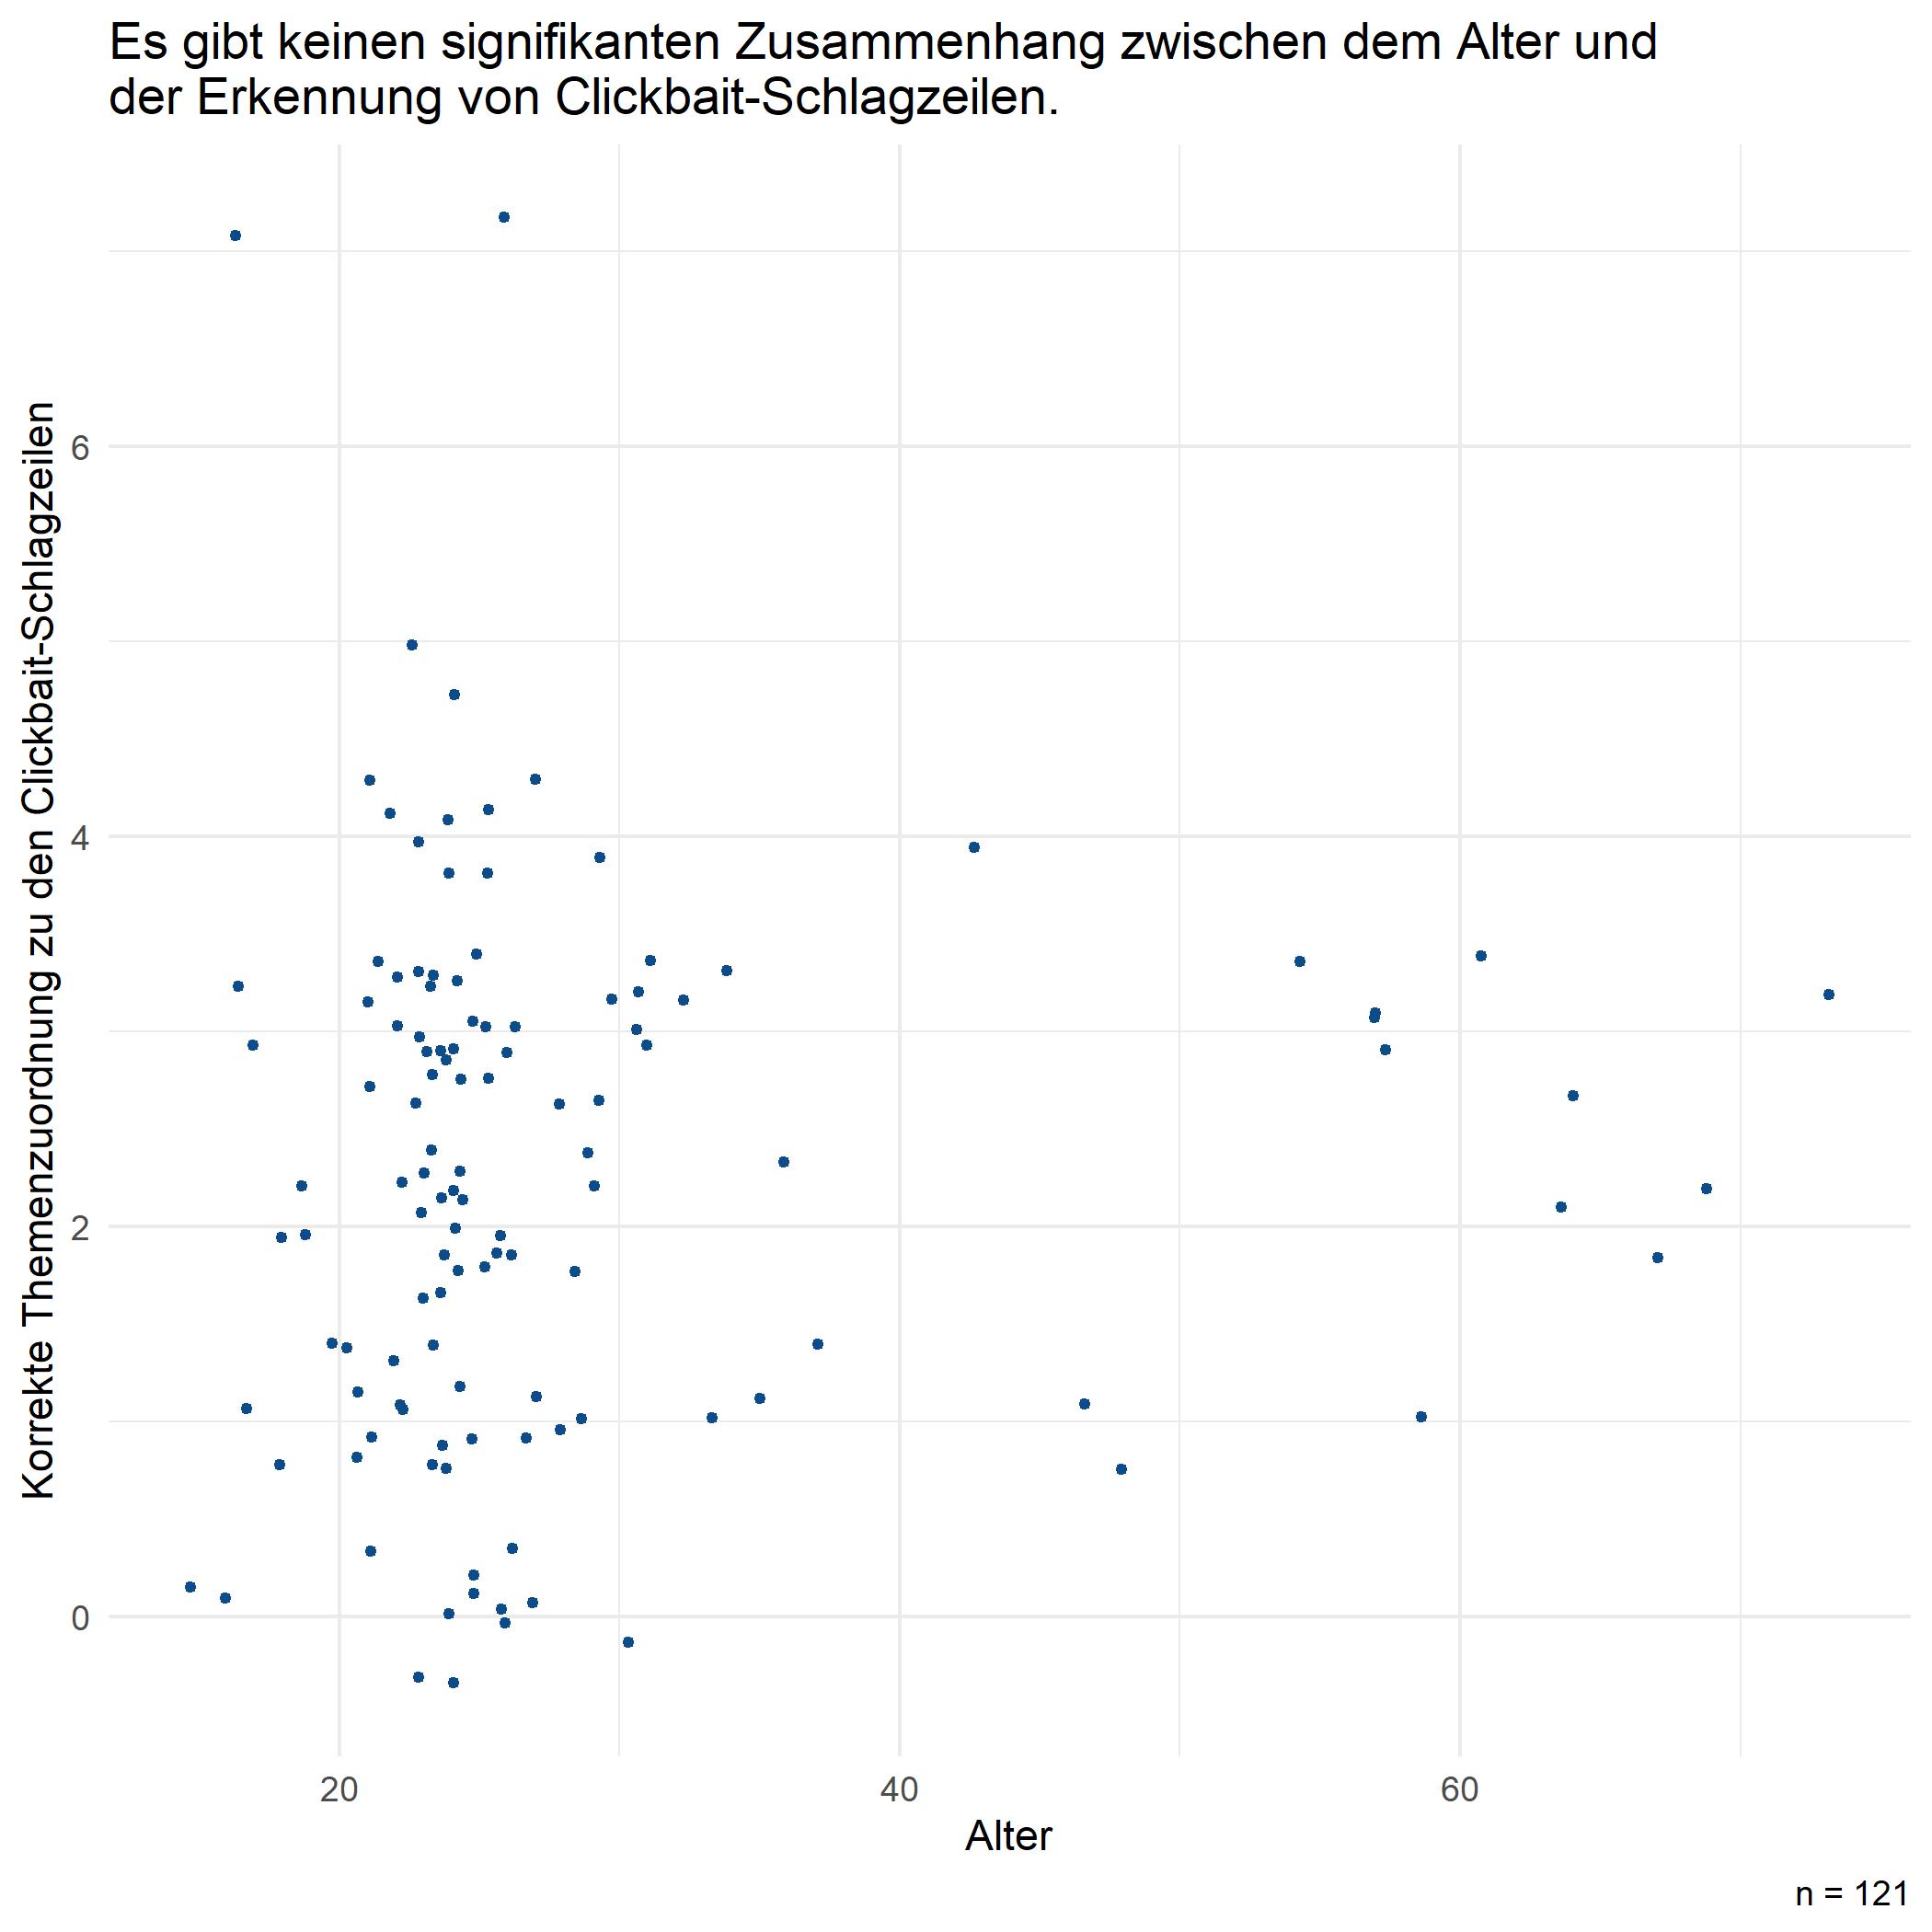 Es gibt keinen signifikanten Zusammenhang zwischen dem Alter und
der Erkennung von Clickbait-Schlagzeilen.
Korrekte Themenzuordnung zu den Clickbait-Schlagzeilen
6
4
2
0
20 40 60
Alter
n = 121